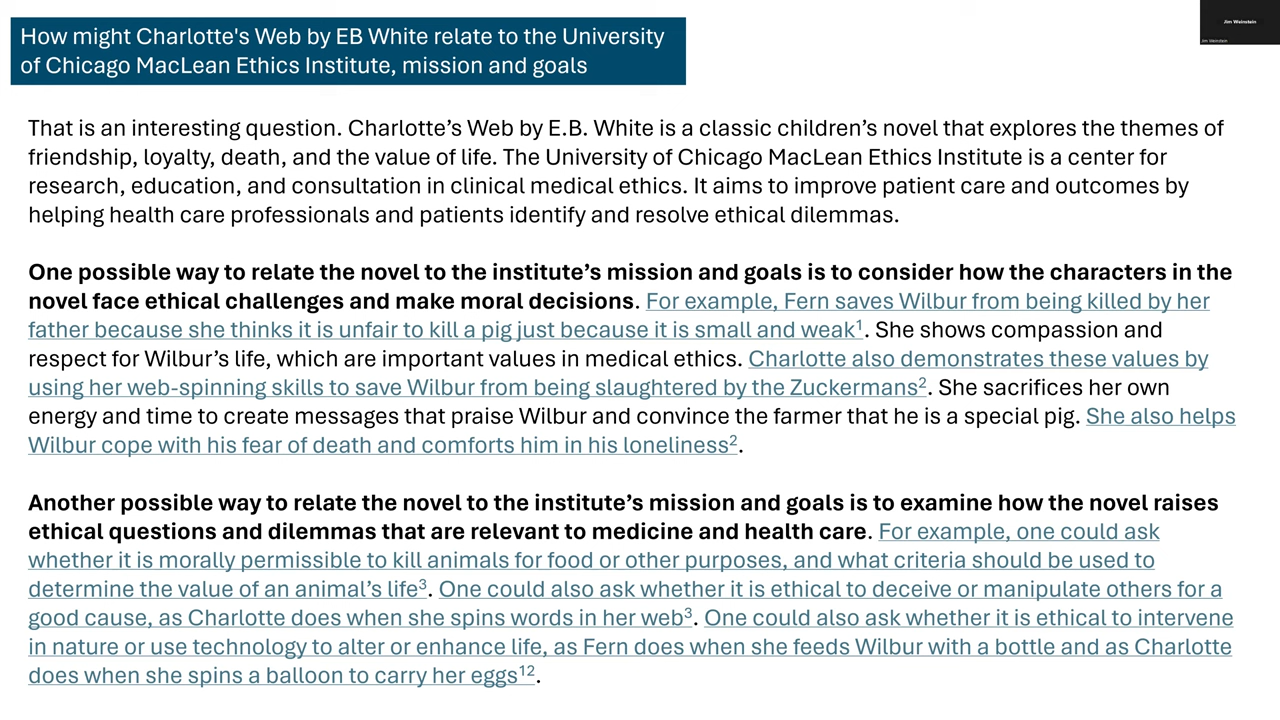 How might Charlotte's Web by EB White relate to the University
of Chicago MacLean Ethics Institute, mission and goals
Jim Weinstein
Jim Weinstein
That is an interesting question. Charlotte’s Web by E.B. White is a classic children’s novel that explores the themes of
friendship, loyalty, death, and the value of life. The University of Chicago MacLean Ethics Institute is a center for
research, education, and consultation in clinical medical ethics. It aims to improve patient care and outcomes by
helping health care professionals and patients identify and resolve ethical dilemmas.
One possible way to relate the novel to the institute’s mission and goals is to consider how the characters in the
novel face ethical challenges and make moral decisions. For example, Fern saves Wilbur from being killed by her
father because she thinks it is unfair to kill a pig just because it is small and weak¹. She shows compassion and
respect for Wilbur’s life, which are important values in medical ethics. Charlotte also demonstrates these values by
using her web-spinning skills to save Wilbur from being slaughtered by the Zuckermans². She sacrifices her own
energy and time to create messages that praise Wilbur and convince the farmer that he is a special pig. She also helps
Wilbur cope with his fear of death and comforts him in his loneliness².
Another possible way to relate the novel to the institute’s mission and goals is to examine how the novel raises
ethical questions and dilemmas that are relevant to medicine and health care. For example, one could ask
whether it is morally permissible to kill animals for food or other purposes, and what criteria should be used to
determine the value of an animal’s life³. One could also ask whether it is ethical to deceive or manipulate others for a
good cause, as Charlotte does when she spins words in her web³. One could also ask whether it is ethical to intervene
in nature or use technology to alter or enhance life, as Fern does when she feeds Wilbur with a bottle and as Charlotte
does when she spins a balloon to carry her eggs¹².